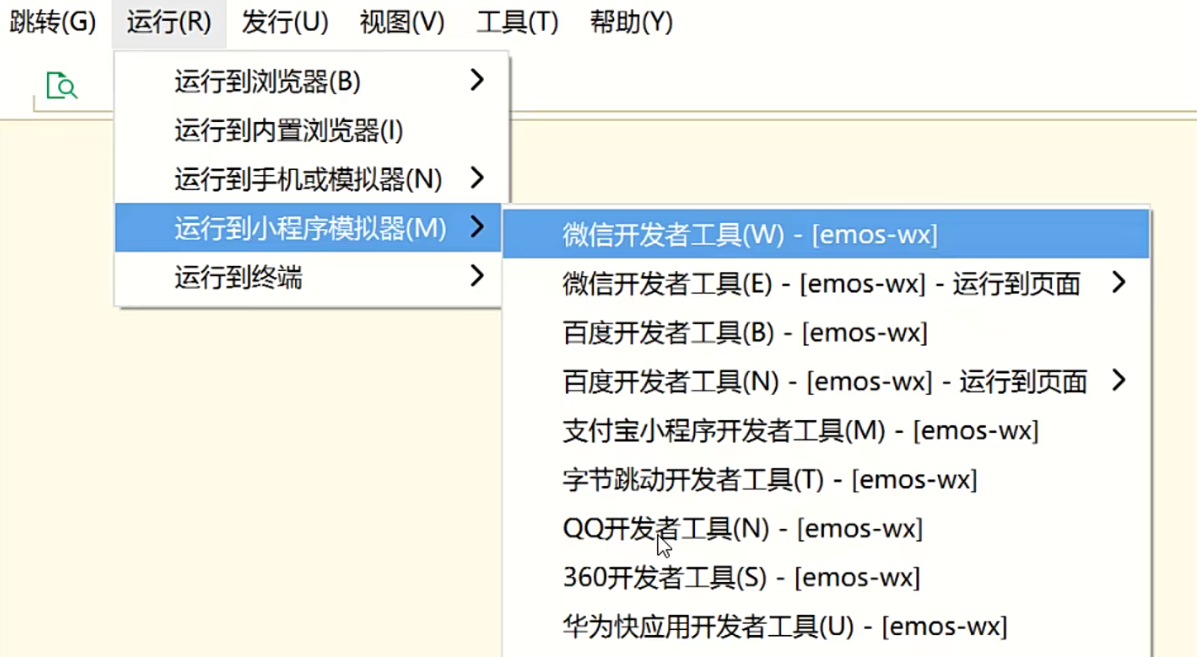 跳转(G) 运行(R) 发行(U) 视图(V) 工具(T) 帮助(Y)
运行到浏览器(B)
运行到内置浏览器(I)
运行到手机或模拟器(N)
运行到小程序模拟器(M)
运行到终端
微信开发者工具(W) - [emos-wx]
微信开发者工具(E) - [emos-wx] - 运行到页面
百度开发者工具(B) - [emos-wx]
百度开发者工具(N) - [emos-wx] - 运行到页面
支付宝小程序开发者工具(M) - [emos-wx]
字节跳动开发者工具(T) - [emos-wx]
QQ开发者工具(N) - [emos-wx]
360开发者工具(S) - [emos-wx]
华为快应用开发者工具(U) - [emos-wx]